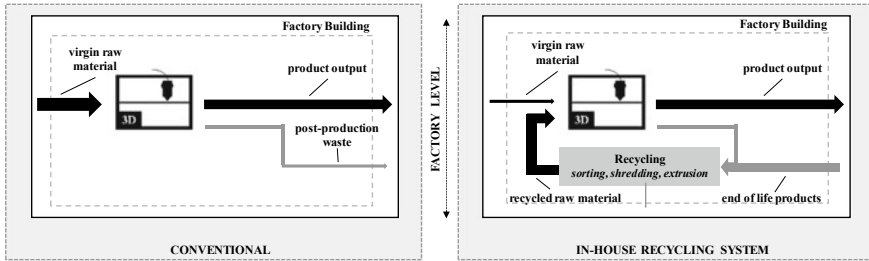 Factory Building
virgin raw
material
product output
3D
post-production
waste
CONVENTIONAL
FACTORY LEVEL
Factory Building
virgin raw
material
product output
3D
Recycling
sorting, shredding, extrusion
recycled raw material
end of life products
IN-HOUSE RECYCLING SYSTEM